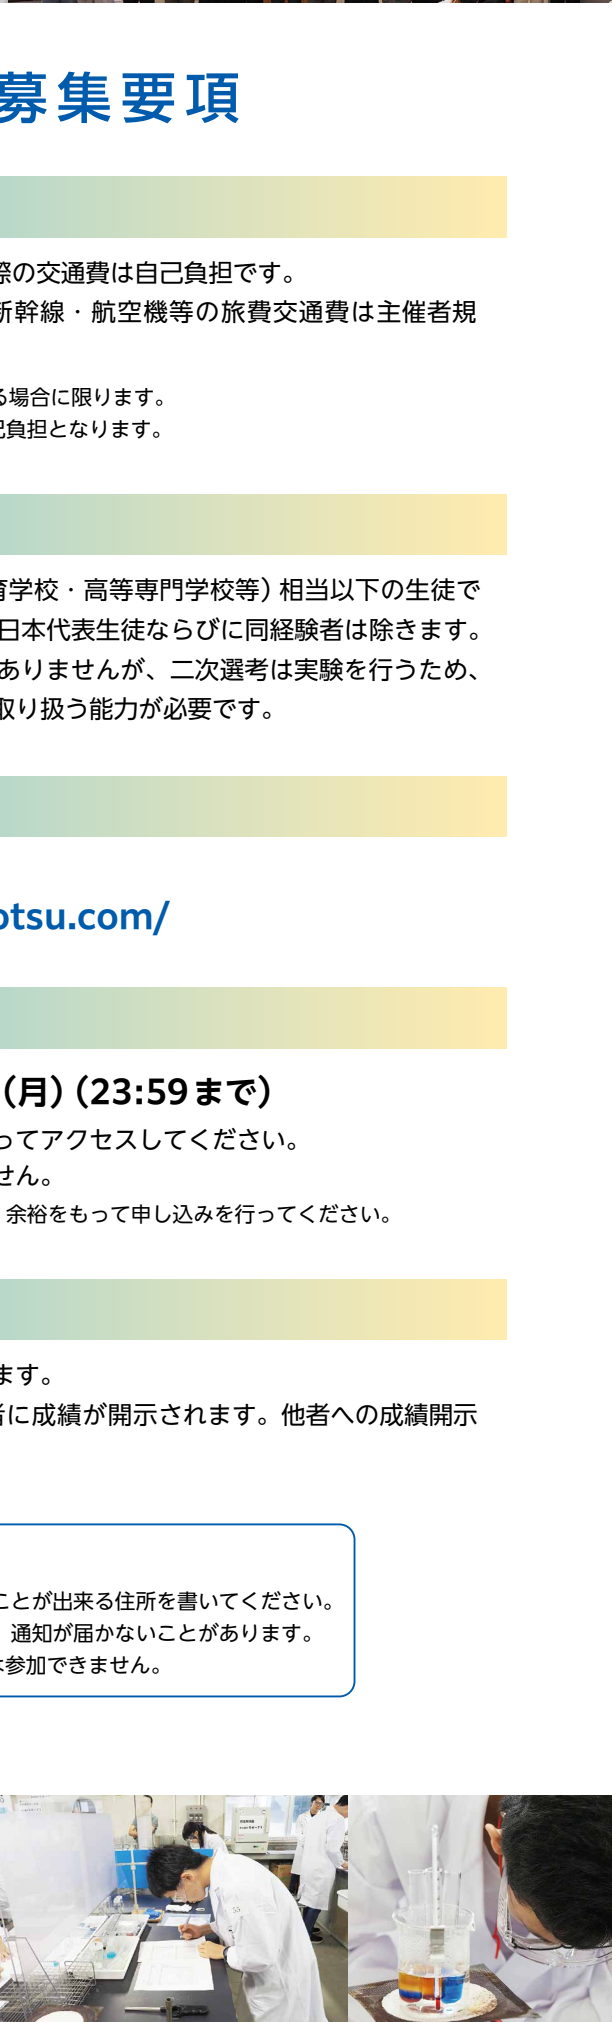 募集要項
際の交通費は自己負担です。
新幹線・航空機等の旅費交通費は主催者規
る場合に限ります。
己負担となります。
育学校・高等専門学校等）相当以下の生徒で
日本代表生徒ならびに同経験者は除きます。
ありませんが、二次選考は実験を行うため、
取り扱う能力が必要です。
otsu.com/
（月）（23:59まで）
ってアクセスしてください。
せん。
余裕をもって申し込みを行ってください。
ます。
者に成績が開示されます。他者への成績開示
ことが出来る住所を書いてください。
通知が届かないことがあります。
は参加できません。
55